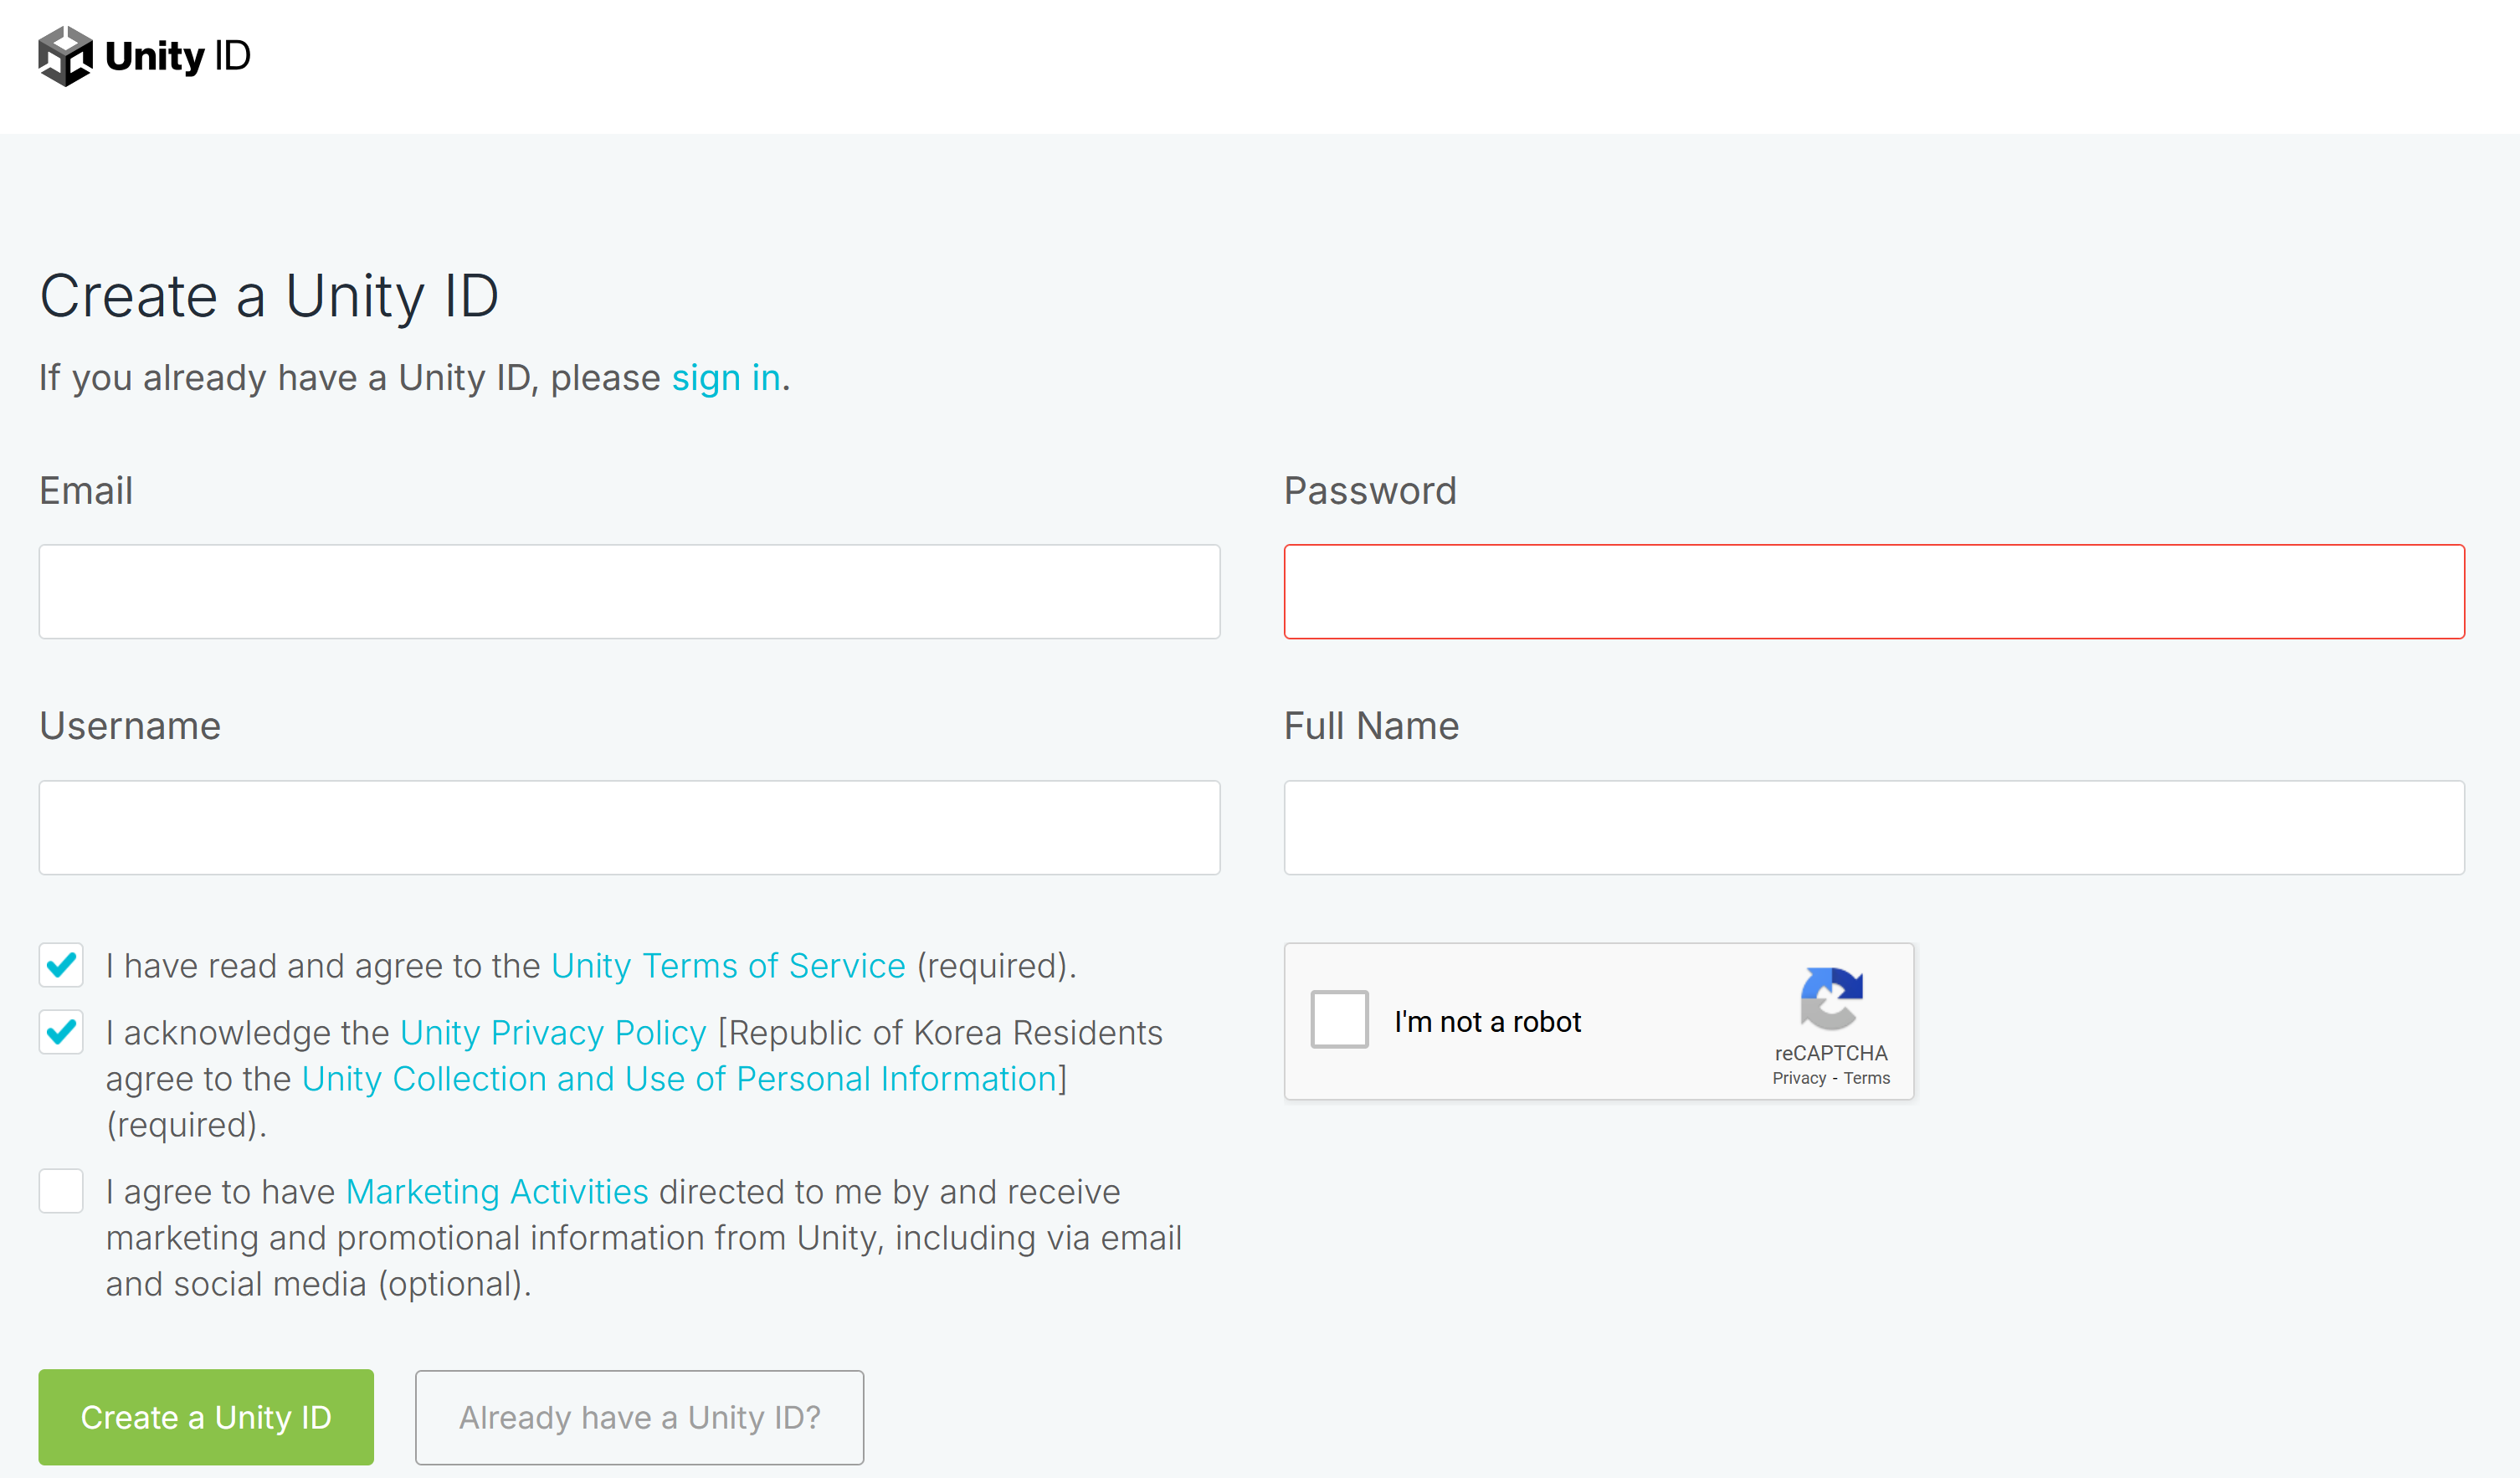 Unity ID
Create a Unity ID
If you already have a Unity ID, please sign in.
Email
Password
Username
Full Name
I have read and agree to the Unity Terms of Service (required).
I acknowledge the Unity Privacy Policy [Republic of Korea Residents
agree to the Unity Collection and Use of Personal Information]
(required).
I agree to have Marketing Activities directed to me by and receive
marketing and promotional information from Unity, including via email
and social media (optional).
I'm not a robot
reCAPTCHA
Privacy - Terms
Create a Unity ID
Already have a Unity ID?